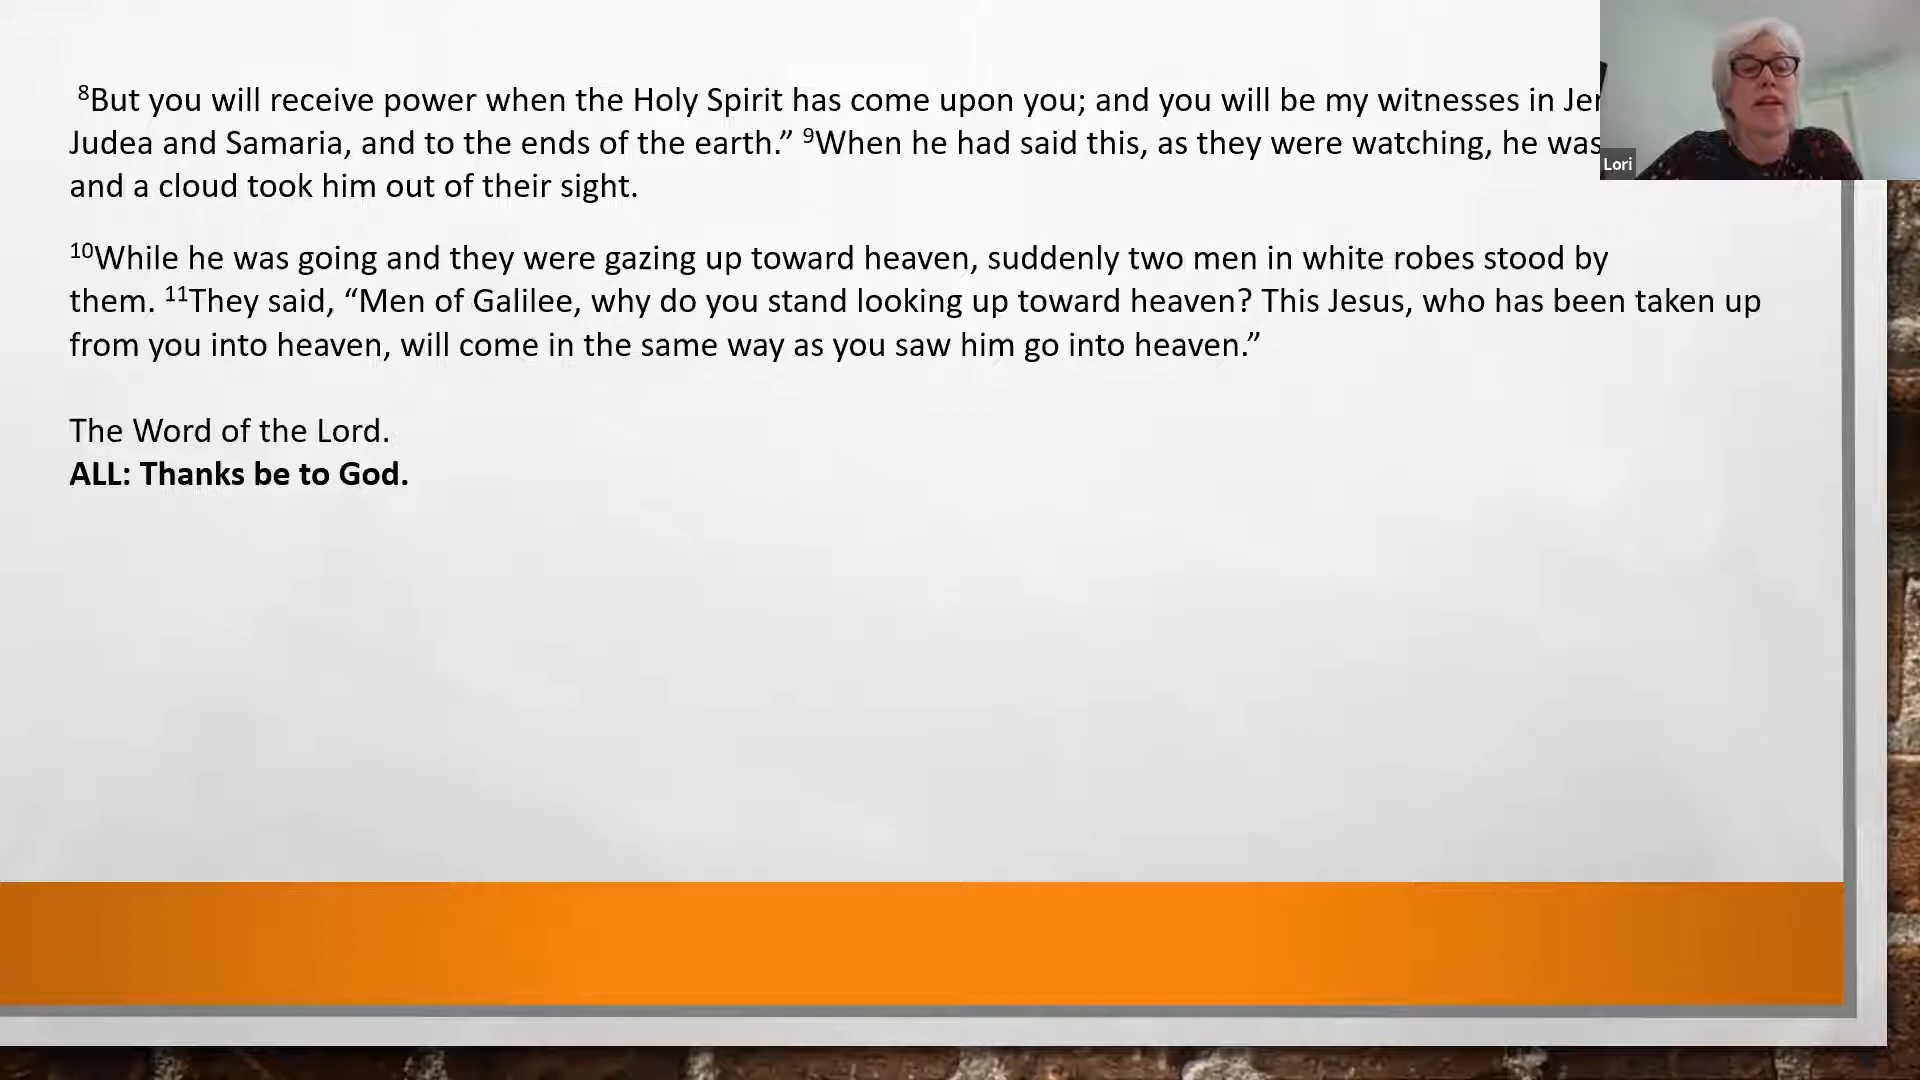 ⁸But you will receive power when the Holy Spirit has come upon you; and you will be my witnesses in
Judea and Samaria, and to the ends of the earth.” ⁹When he had said this, as they were watching, he was
and a cloud took him out of their sight.
¹⁰While he was going and they were gazing up toward heaven, suddenly two men in white robes stood by
them. ¹¹They said, “Men of Galilee, why do you stand looking up toward heaven? This Jesus, who has been taken up
from you into heaven, will come in the same way as you saw him go into heaven.”
The Word of the Lord.
ALL: Thanks be to God.
Lori